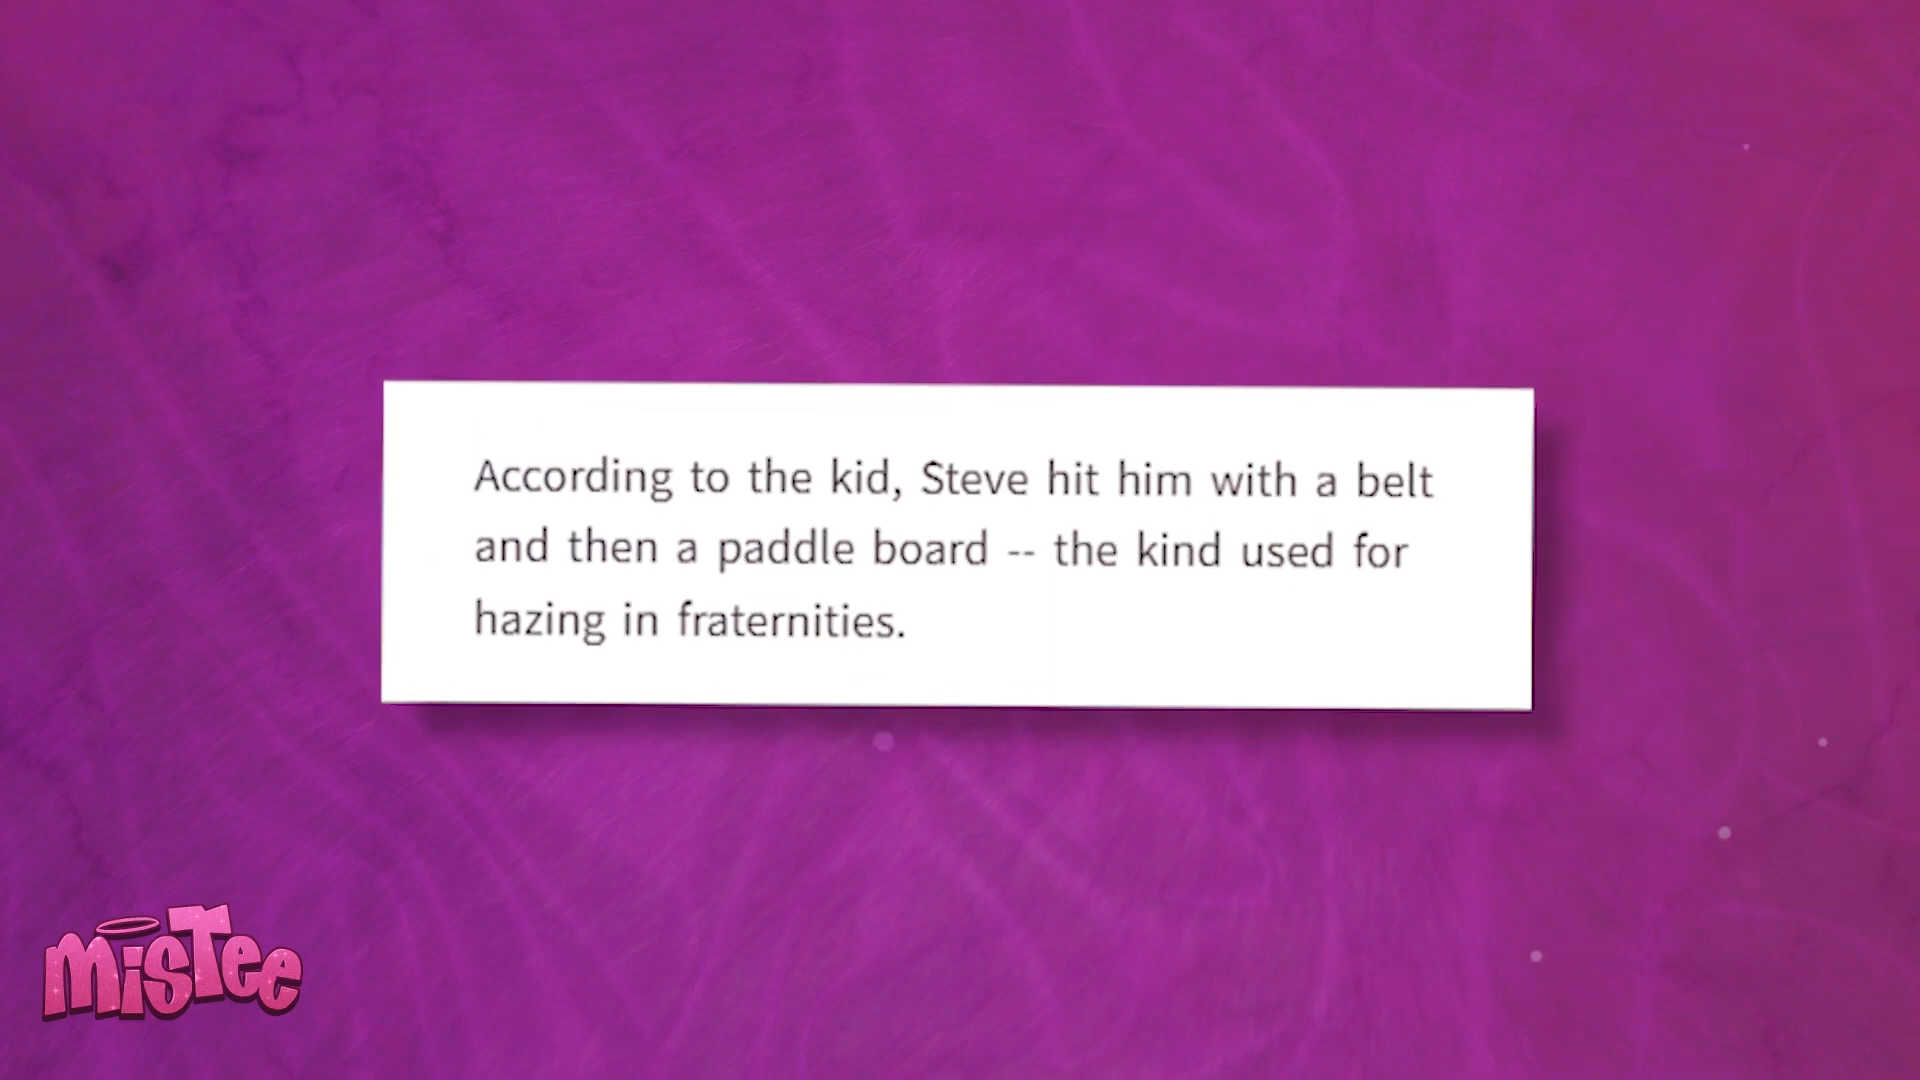 According to the kid, Steve hit him with a belt
and then a paddle board -- the kind used for
hazing in fraternities.
misTee